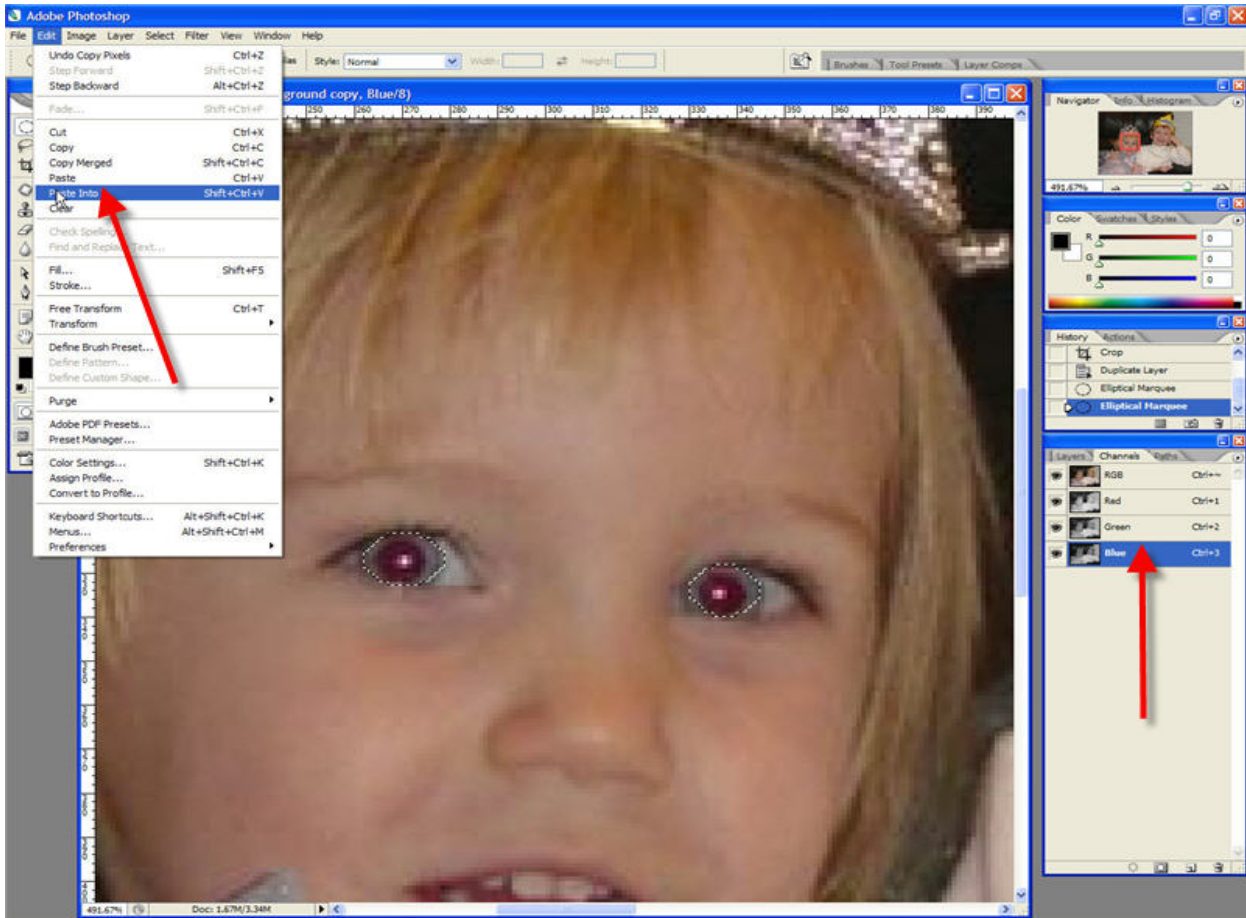 Adobe Photoshop
File Edit Image Layer Select Filter View Window Help
Style: Normal Width: Height:
Brushes Tool Presets Layer Comps
Undo Copy Pixels Ctrl+Z
Step Forward Shift+Ctrl+Z
Step Backward Alt+Ctrl+Z
Fade... Shift+Ctrl+F
Cut Ctrl+X
Copy Ctrl+C
Copy Merged Shift+Ctrl+C
Paste Ctrl+V
Paste Into Shift+Ctrl+V
Clear
Check Spelling
Find and Replace Text...
Fill... Shift+F5
Stroke...
Free Transform Ctrl+T
Transform
Define Brush Preset...
Define Pattern...
Define Custom Shape...
Purge
Adobe PDF Presets...
Preset Manager...
Color Settings... Shift+Ctrl+K
Assign Profile...
Convert to Profile...
Keyboard Shortcuts... Alt+Shift+Ctrl+K
Menus... Alt+Shift+Ctrl+M
Preferences
ground copy, Blue/8)
250 260 270 280 290 300 310 320 330 340 350 360 370 380 390
491.67% Doc: 1.67M/3.34M
Navigator Info Histogram
491.67%
Color Swatches Styles
R 0
G 0
B 0
History Actions
Crop
Duplicate Layer
Elliptical Marquee
Elliptical Marquee
Layers Channels Paths
RGB Ctrl+~
Red Ctrl+1
Green Ctrl+2
Blue Ctrl+3